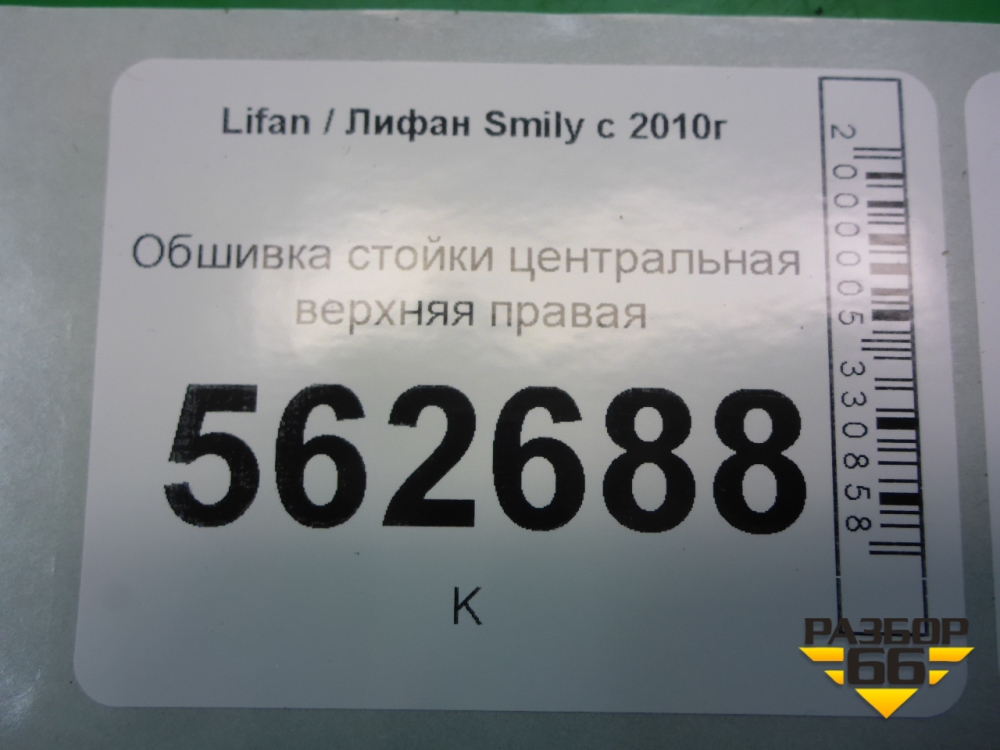 Lifan / Лифан Smily с 2010г
Обшивка стойки центральная
верхняя правая
562688
К
2000005330858
РАЗБОР
66